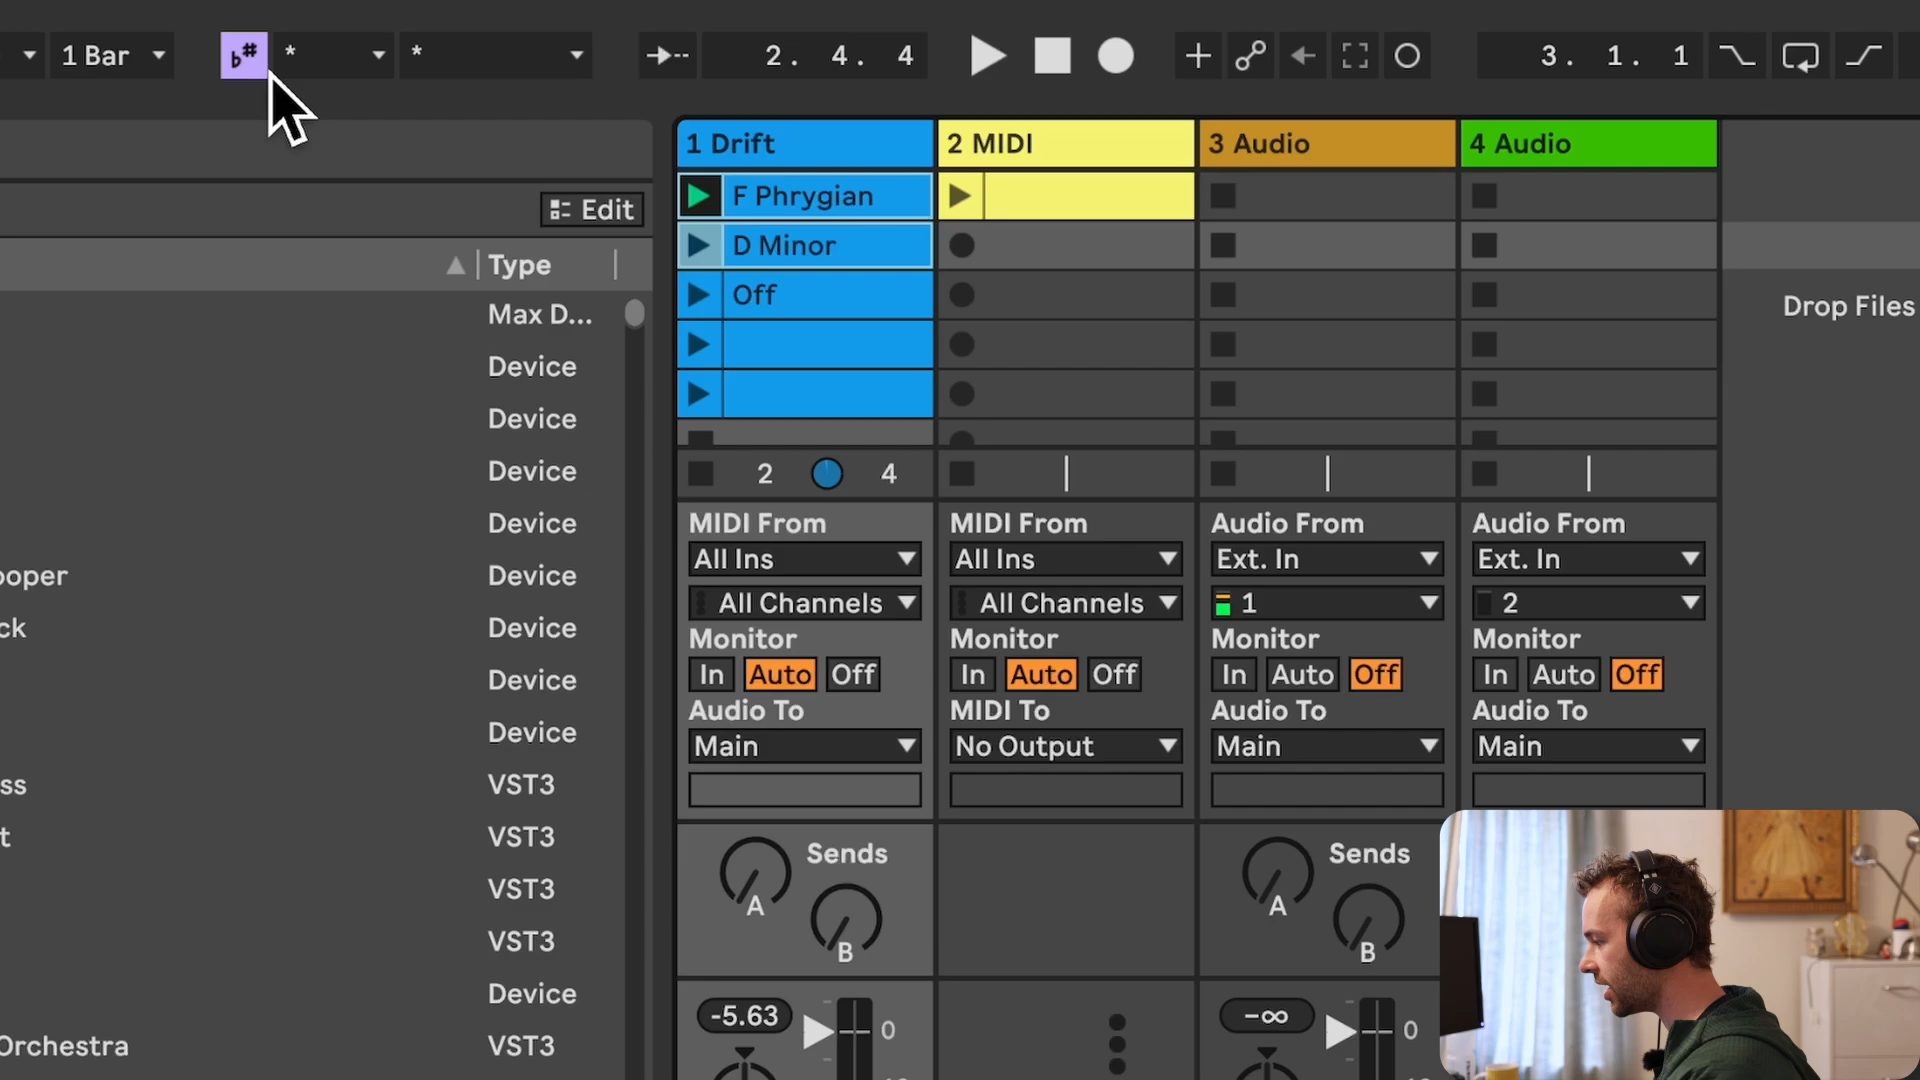 1 Bar
♭# * *
2. 4. 4
3. 1. 1
1 Drift
2 MIDI
3 Audio
4 Audio
F Phrygian
D Minor
Off
Edit
Type
Max D...
Device
Device
Device
Device
ooper Device
ck Device
Device
Device
ss VST3
t VST3
VST3
VST3
Device
Orchestra VST3
Drop Files
2 4
MIDI From
All Ins
All Channels
Monitor
In Auto Off
Audio To
Main
Sends
A
B
-5.63
0
MIDI From
All Ins
All Channels
Monitor
In Auto Off
MIDI To
No Output
Audio From
Ext. In
1
Monitor
In Auto Off
Audio To
Main
Sends
A
B
-∞
0
Audio From
Ext. In
2
Monitor
In Auto Off
Audio To
Main